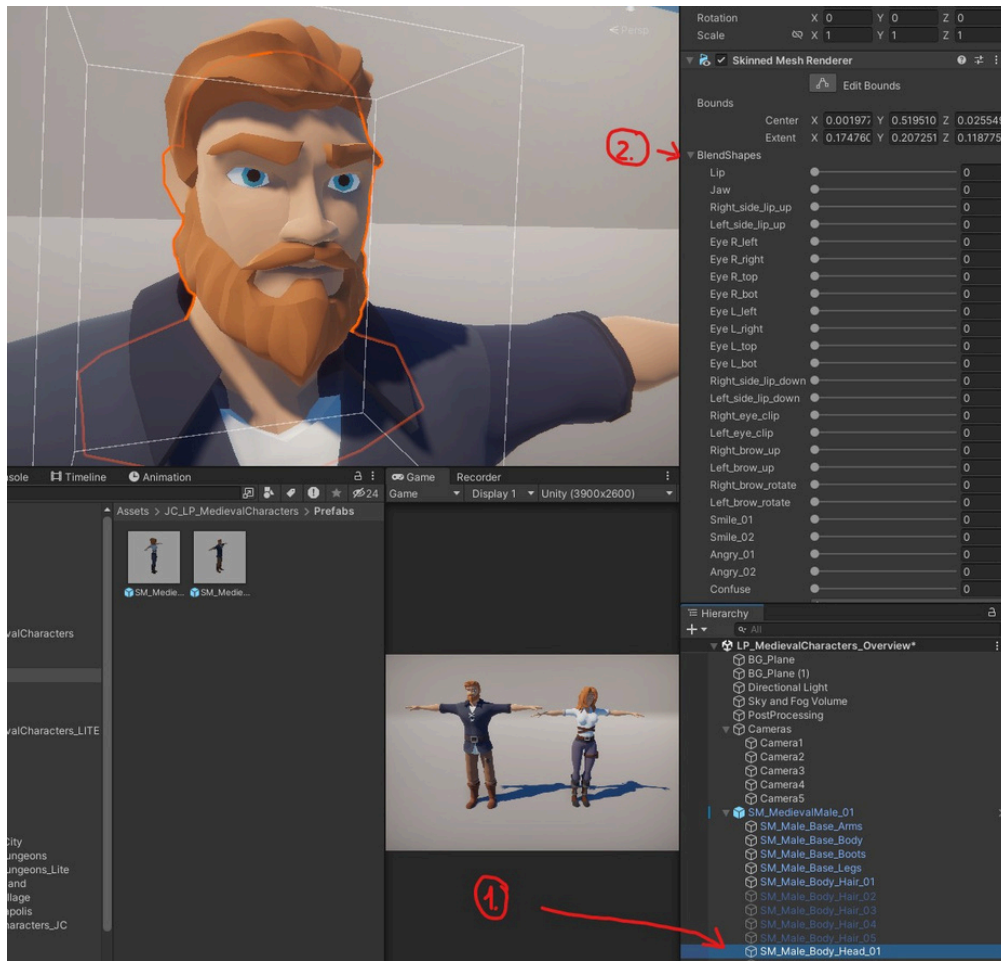 Persp
Rotation X 0 Y 0 Z 0
Scale X 1 Y 1 Z 1
Skinned Mesh Renderer
Edit Bounds
Bounds
Center X 0.001977 Y 0.519510 Z 0.025549
Extent X 0.17476 Y 0.207251 Z 0.118775
2.
BlendShapes
Lip 0
Jaw 0
Right_side_lip_up 0
Left_side_lip_up 0
Eye R_left 0
Eye R_right 0
Eye R_top 0
Eye R_bot 0
Eye L_left 0
Eye L_right 0
Eye L_top 0
Eye L_bot 0
Right_side_lip_down 0
Left_side_lip_down 0
Right_eye_clip 0
Left_eye_clip 0
Right_brow_up 0
Left_brow_up 0
Right_brow_rotate 0
Left_brow_rotate 0
Smile_01 0
Smile_02 0
Angry_01 0
Angry_02 0
Confuse 0
nsole Timeline Animation
24
Assets > JC_LP_MedievalCharacters > Prefabs
SM_Medie... SM_Medie...
valCharacters
valCharacters_LITE
City
ungeons
ungeons_Lite
and
llage
apolis
haracters_JC
Game Recorder
Game Display 1 Unity (3900x2600)
1.
Hierarchy
All
LP_MedievalCharacters_Overview*
BG_Plane
BG_Plane (1)
Directional Light
Sky and Fog Volume
PostProcessing
Cameras
Camera1
Camera2
Camera3
Camera4
Camera5
SM_MedievalMale_01
SM_Male_Base_Arms
SM_Male_Base_Body
SM_Male_Base_Boots
SM_Male_Base_Legs
SM_Male_Body_Hair_01
SM_Male_Body_Hair_02
SM_Male_Body_Hair_03
SM_Male_Body_Hair_04
SM_Male_Body_Hair_05
SM_Male_Body_Head_01